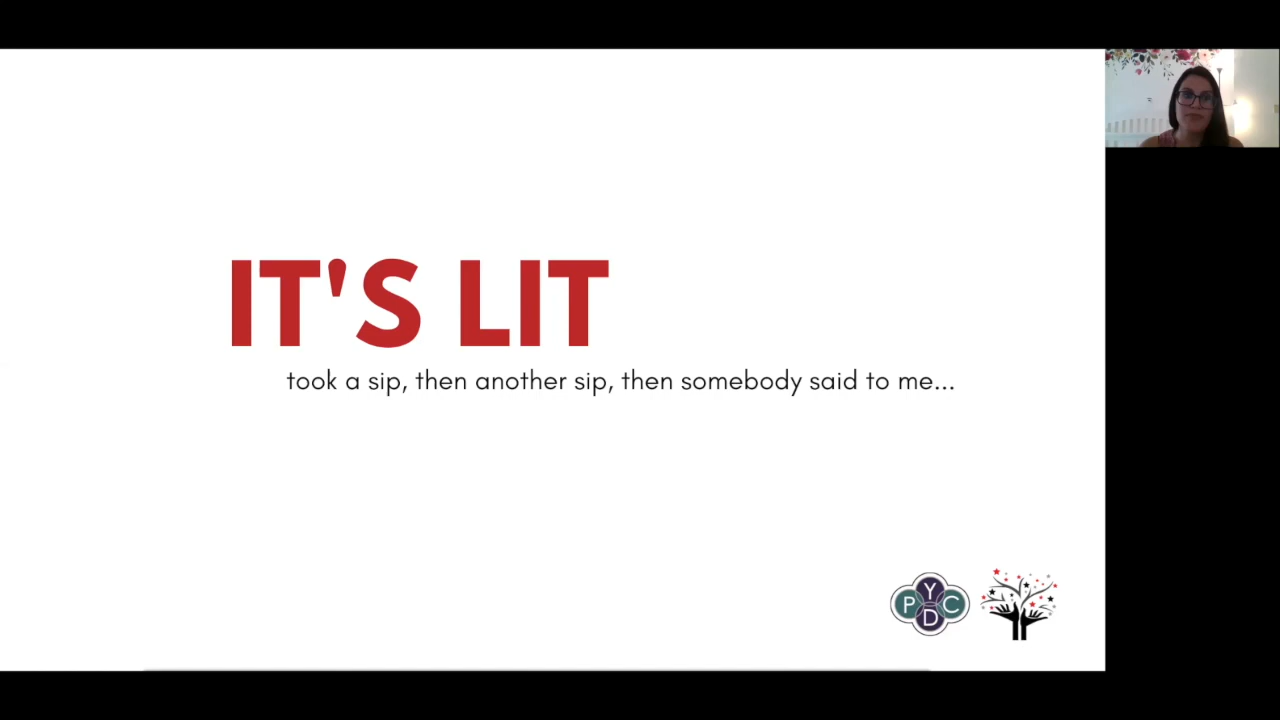 IT'S LIT
took a sip, then another sip, then somebody said to me...
Y
P C
D